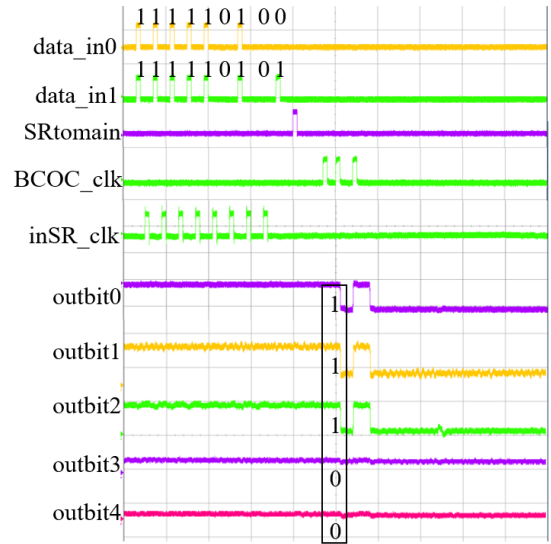 1 1 1 1 1 0 1 0 0
data_in0
1 1 1 1 1 0 1 0 1
data_in1
SRtomain
BCOC_clk
inSR_clk
outbit0
1
outbit1
1
outbit2
1
outbit3
0
outbit4
0